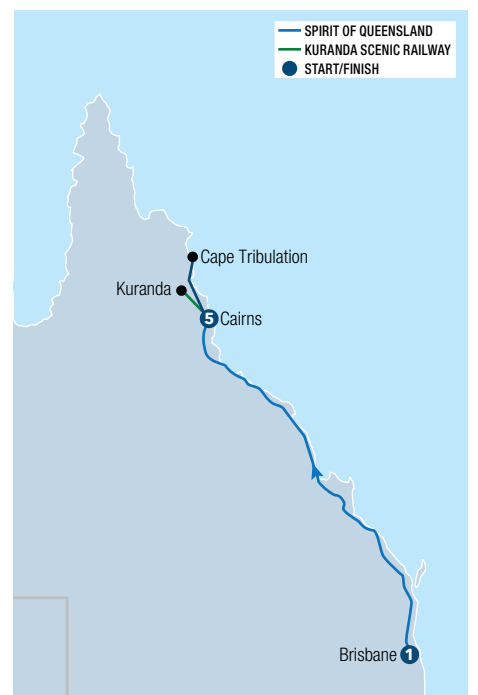 SPIRIT OF QUEENSLAND
KURANDA SCENIC RAILWAY
START/FINISH
Cape Tribulation
Kuranda
5 Cairns
Brisbane 1